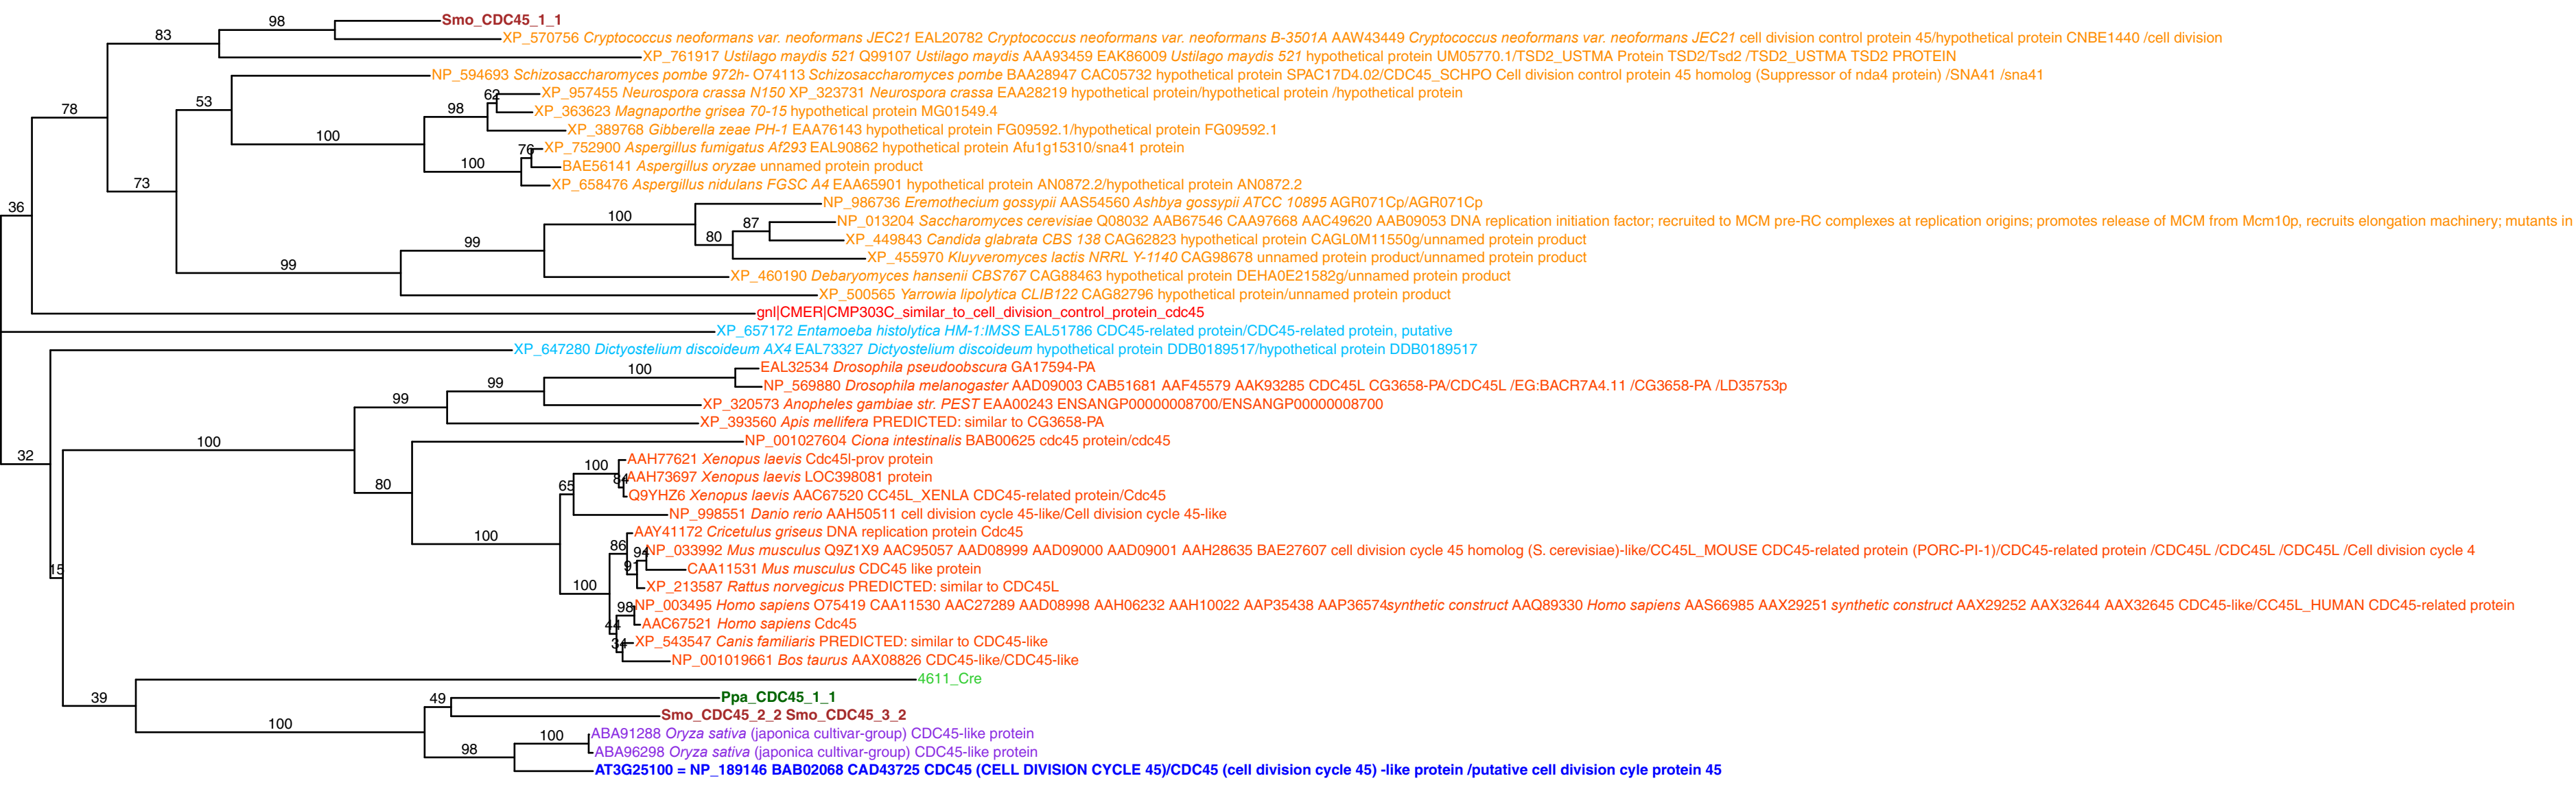 98
Smo_CDC45_1_1
83
XP_570756 Cryptococcus neoformans var. neoformans JEC21 EAL20782 Cryptococcus neoformans var. neoformans B-3501A AAW43449 Cryptococcus neoformans var. neoformans JEC21 cell division control protein 45/hypothetical protein CNBE1440 /cell division
XP_761917 Ustilago maydis 521 Q99107 Ustilago maydis AAA93459 EAK86009 Ustilago maydis 521 hypothetical protein UM05770.1/TSD2_USTMA Protein TSD2/Tsd2 /TSD2_USTMA TSD2 PROTEIN
NP_594693 Schizosaccharomyces pombe 972h- O74113 Schizosaccharomyces pombe BAA28947 CAC05732 hypothetical protein SPAC17D4.02/CDC45_SCHPO Cell division control protein 45 homolog (Suppressor of nda4 protein) /SNA41 /sna41
62
XP_957455 Neurospora crassa N150 XP_323731 Neurospora crassa EAA28219 hypothetical protein/hypothetical protein /hypothetical protein
53
78
98
XP_363623 Magnaporthe grisea 70-15 hypothetical protein MG01549.4
100
XP_389768 Gibberella zeae PH-1 EAA76143 hypothetical protein FG09592.1/hypothetical protein FG09592.1
76
XP_752900 Aspergillus fumigatus Af293 EAL90862 hypothetical protein Afu1g15310/sna41 protein
100
BAE56141 Aspergillus oryzae unnamed protein product
73
XP_658476 Aspergillus nidulans FGSC A4 EAA65901 hypothetical protein AN0872.2/hypothetical protein AN0872.2
36
NP_986736 Eremothecium gossypii AAS54560 Ashbya gossypii ATCC 10895 AGR071Cp/AGR071Cp
100
87
NP_013204 Saccharomyces cerevisiae Q08032 AAB67546 CAA97668 AAC49620 AAB09053 DNA replication initiation factor; recruited to MCM pre-RC complexes at replication origins; promotes release of MCM from Mcm10p, recruits elongation machinery; mutants in
80
XP_449843 Candida glabrata CBS 138 CAG62823 hypothetical protein CAGL0M11550g/unnamed protein product
99
XP_455970 Kluyveromyces lactis NRRL Y-1140 CAG98678 unnamed protein product/unnamed protein product
99
XP_460190 Debaryomyces hansenii CBS767 CAG88463 hypothetical protein DEHA0E21582g/unnamed protein product
XP_500565 Yarrowia lipolytica CLIB122 CAG82796 hypothetical protein/unnamed protein product
gnl|CMER|CMP303C_similar_to_cell_division_control_protein_cdc45
XP_657172 Entamoeba histolytica HM-1:IMSS EAL51786 CDC45-related protein/CDC45-related protein, putative
XP_647280 Dictyostelium discoideum AX4 EAL73327 Dictyostelium discoideum hypothetical protein DDB0189517/hypothetical protein DDB0189517
100
EAL32534 Drosophila pseudoobscura GA17594-PA
99
NP_569880 Drosophila melanogaster AAD09003 CAB51681 AAF45579 AAK93285 CDC45L CG3658-PA/CDC45L /EG:BACR7A4.11 /CG3658-PA /LD35753p
99
XP_320573 Anopheles gambiae str. PEST EAA00243 ENSANGP00000008700/ENSANGP00000008700
XP_393560 Apis mellifera PREDICTED: similar to CG3658-PA
100
NP_001027604 Ciona intestinalis BAB00625 cdc45 protein/cdc45
32
100
AAH77621 Xenopus laevis Cdc45l-prov protein
84
AAH73697 Xenopus laevis LOC398081 protein
80
65
Q9YHZ6 Xenopus laevis AAC67520 CC45L_XENLA CDC45-related protein/Cdc45
NP_998551 Danio rerio AAH50511 cell division cycle 45-like/Cell division cycle 45-like
100
AAY41172 Cricetulus griseus DNA replication protein Cdc45
86
94
NP_033992 Mus musculus Q9Z1X9 AAC95057 AAD08999 AAD09000 AAD09001 AAH28635 BAE27607 cell division cycle 45 homolog (S. cerevisiae)-like/CC45L_MOUSE CDC45-related protein (PORC-PI-1)/CDC45-related protein /CDC45L /CDC45L /CDC45L /Cell division cycle 4
15
91
CAA11531 Mus musculus CDC45 like protein
100
XP_213587 Rattus norvegicus PREDICTED: similar to CDC45L
98
NP_003495 Homo sapiens O75419 CAA11530 AAC27289 AAD08998 AAH06232 AAH10022 AAP35438 AAP36574 synthetic construct AAQ89330 Homo sapiens AAS66985 AAX29251 synthetic construct AAX29252 AAX32644 AAX32645 CDC45-like/CC45L_HUMAN CDC45-related protein
44
AAC67521 Homo sapiens Cdc45
34
XP_543547 Canis familiaris PREDICTED: similar to CDC45-like
NP_001019661 Bos taurus AAX08826 CDC45-like/CDC45-like
4611_Cre
39
49
Ppa_CDC45_1_1
Smo_CDC45_2_2 Smo_CDC45_3_2
100
ABA91288 Oryza sativa (japonica cultivar-group) CDC45-like protein
100
98
ABA96298 Oryza sativa (japonica cultivar-group) CDC45-like protein
AT3G25100 = NP_189146 BAB02068 CAD43725 CDC45 (CELL DIVISION CYCLE 45)/CDC45 (cell division cycle 45) -like protein /putative cell division cyle protein 45